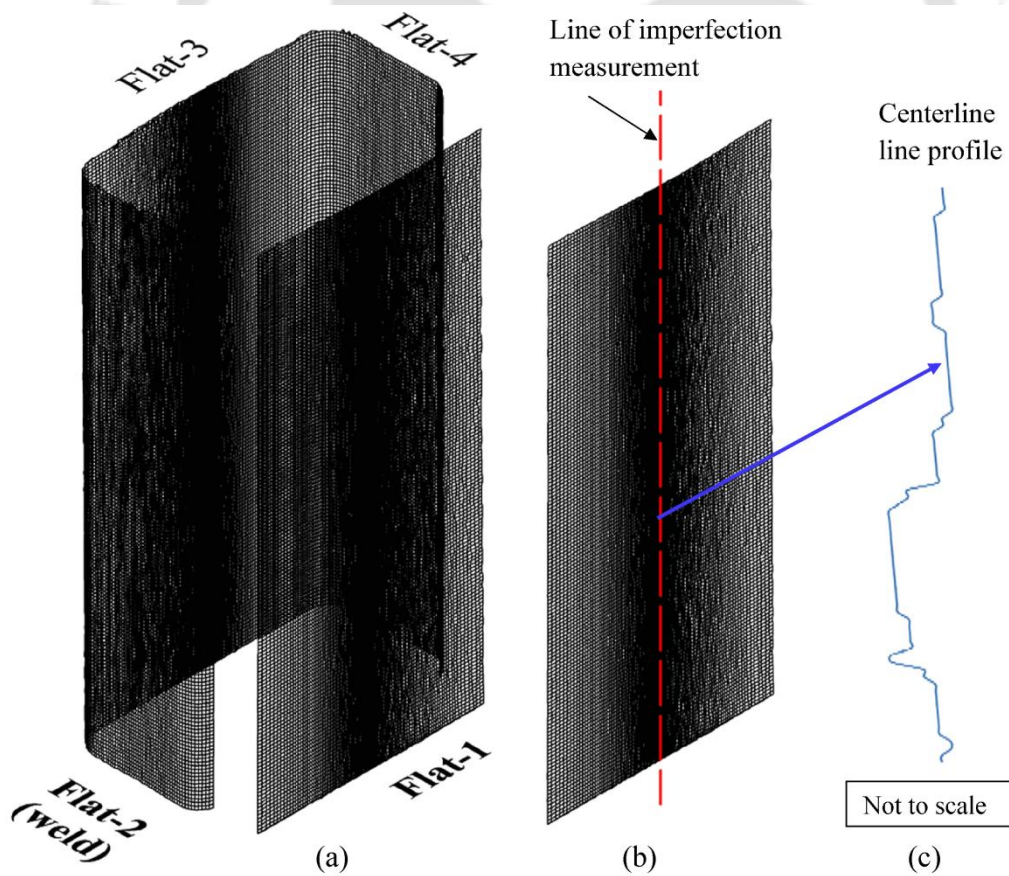 Flat-3
Flat-4
Flat-2
(weld)
Flat-1
(a)
Line of imperfection
measurement
(b)
Centerline
line profile
Not to scale
(c)